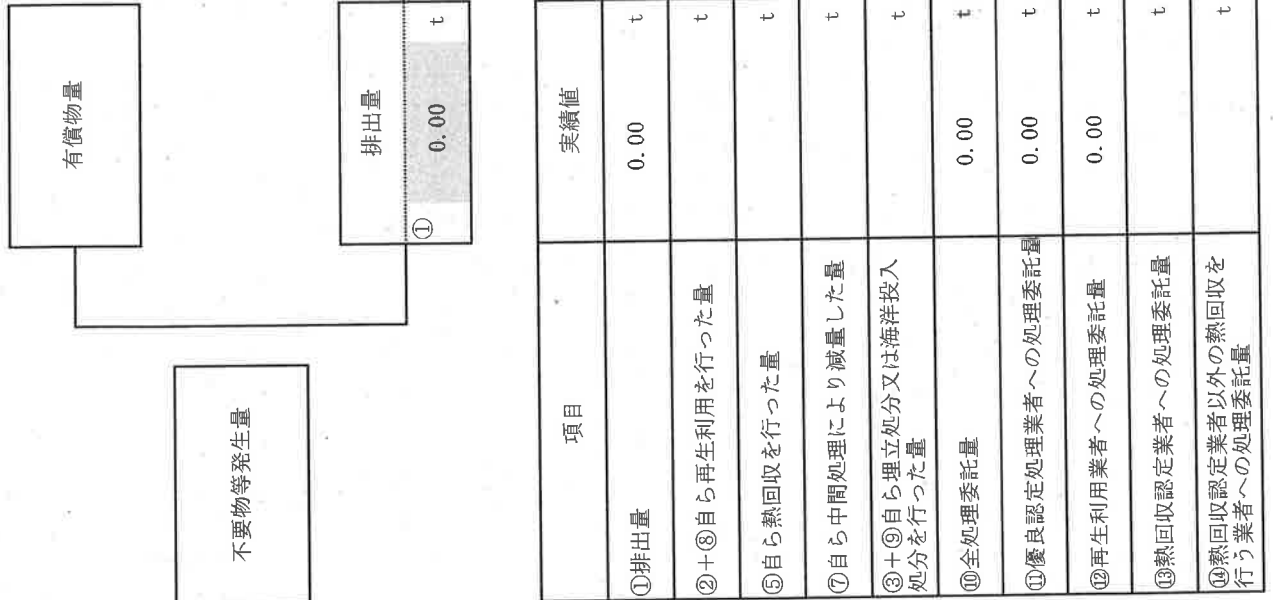 不要物等発生量
有償物量
排出量
① 0.00 t
項目 実績値
①排出量 0.00 t
②+⑧自ら再生利用を行った量 t
⑤自ら熱回収を行った量 t
⑦自ら中間処理により減量した量 t
③+⑨自ら埋立処分又は海洋投入
処分を行った量 t
⑩全処理委託量 0.00 t
⑪優良認定処理業者への処理委託量 0.00 t
⑫再生利用業者への処理委託量 0.00 t
⑬熱回収認定業者への処理委託量 t
⑭熱回収認定業者以外の熱回収を
行う業者への処理委託量 t